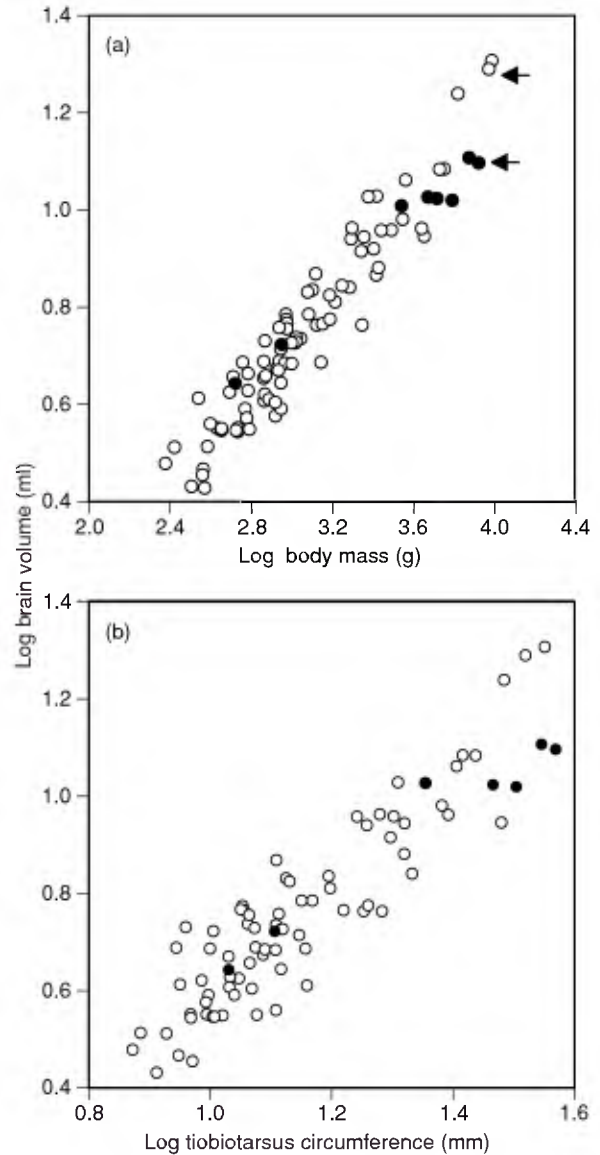 1.4
(a)
1.2
1.0
0.8
0.6
0.4
2.0 2.4 2.8 3.2 3.6 4.0 4.4
Log body mass (g)
Log brain volume (ml)
1.4
(b)
1.2
1.0
0.8
0.6
0.4
0.8 1.0 1.2 1.4 1.6
Log tiobiotarsus circumference (mm)